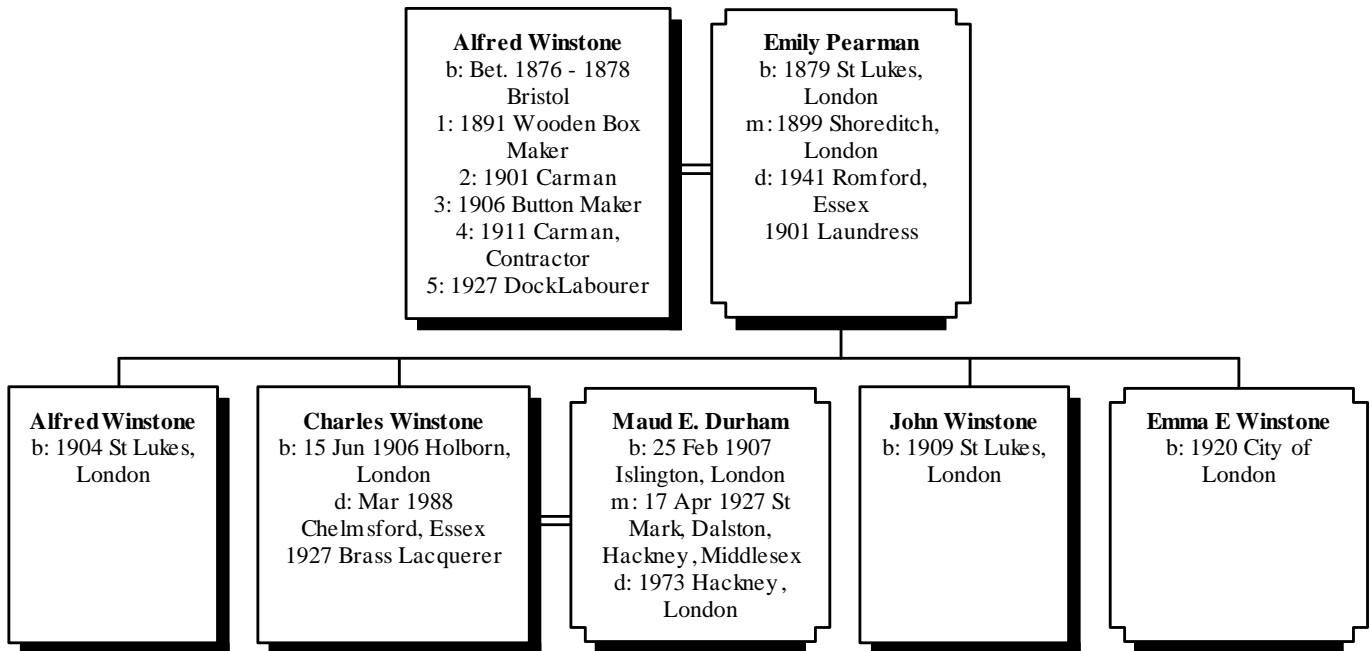 Alfred Winstone
b: Bet. 1876 - 1878
Bristol
1: 1891 Wooden Box
Maker
2: 1901 Carman
3: 1906 Button Maker
4: 1911 Carman,
Contractor
5: 1927 DockLabourer
Emily Pearman
b: 1879 St Lukes,
London
m: 1899 Shoreditch,
London
d: 1941 Romford,
Essex
1901 Laundress
Alfred Winstone
b: 1904 St Lukes,
London
Charles Winstone
b: 15 Jun 1906 Holborn,
London
d: Mar 1988
Chelmsford, Essex
1927 Brass Lacquerer
Maud E. Durham
b: 25 Feb 1907
Islington, London
m: 17 Apr 1927 St
Mark, Dalston,
Hackney, Middlesex
d: 1973 Hackney,
London
John Winstone
b: 1909 St Lukes,
London
Emma E Winstone
b: 1920 City of
London